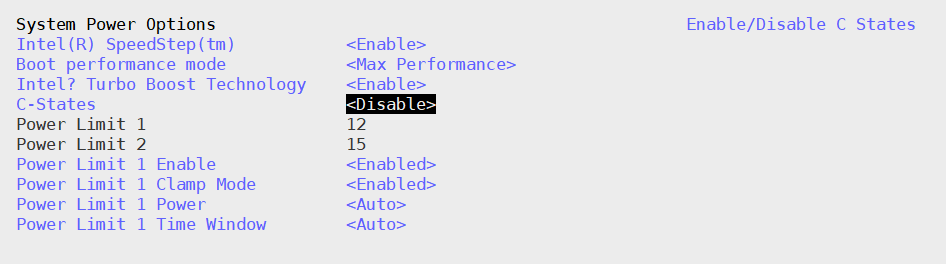 System Power Options Enable/Disable C States
Intel(R) SpeedStep(tm) <Enable>
Boot performance mode <Max Performance>
Intel? Turbo Boost Technology <Enable>
C-States <Disable>
Power Limit 1 12
Power Limit 2 15
Power Limit 1 Enable <Enabled>
Power Limit 1 Clamp Mode <Enabled>
Power Limit 1 Power <Auto>
Power Limit 1 Time Window <Auto>